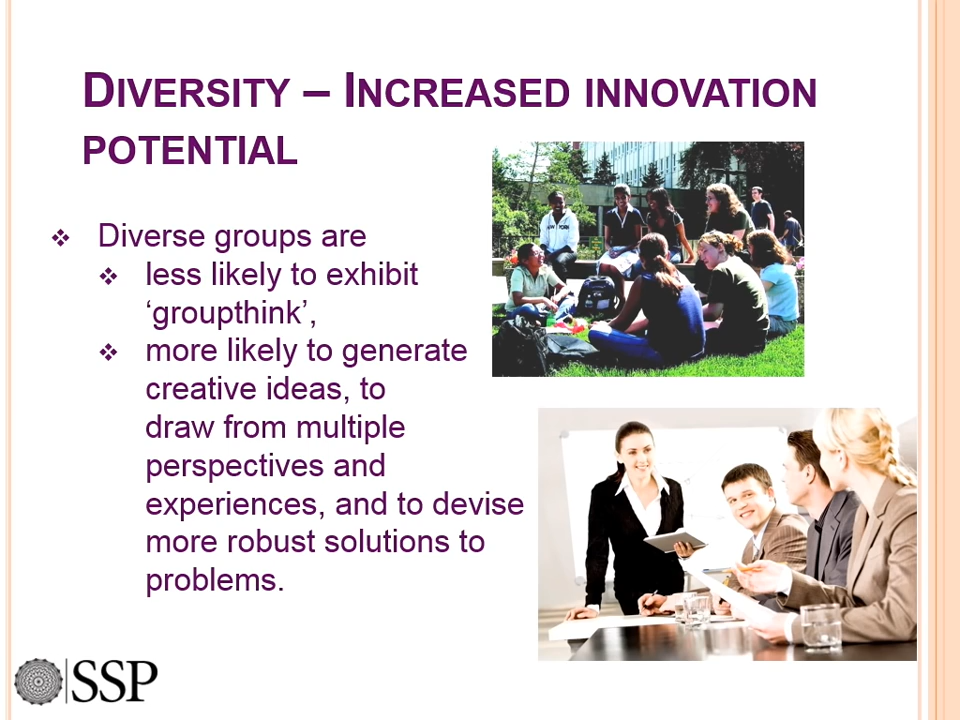 DIVERSITY – INCREASED INNOVATION
POTENTIAL
Diverse groups are
less likely to exhibit
‘groupthink’,
more likely to generate
creative ideas, to
draw from multiple
perspectives and
experiences, and to devise
more robust solutions to
problems.
SSP